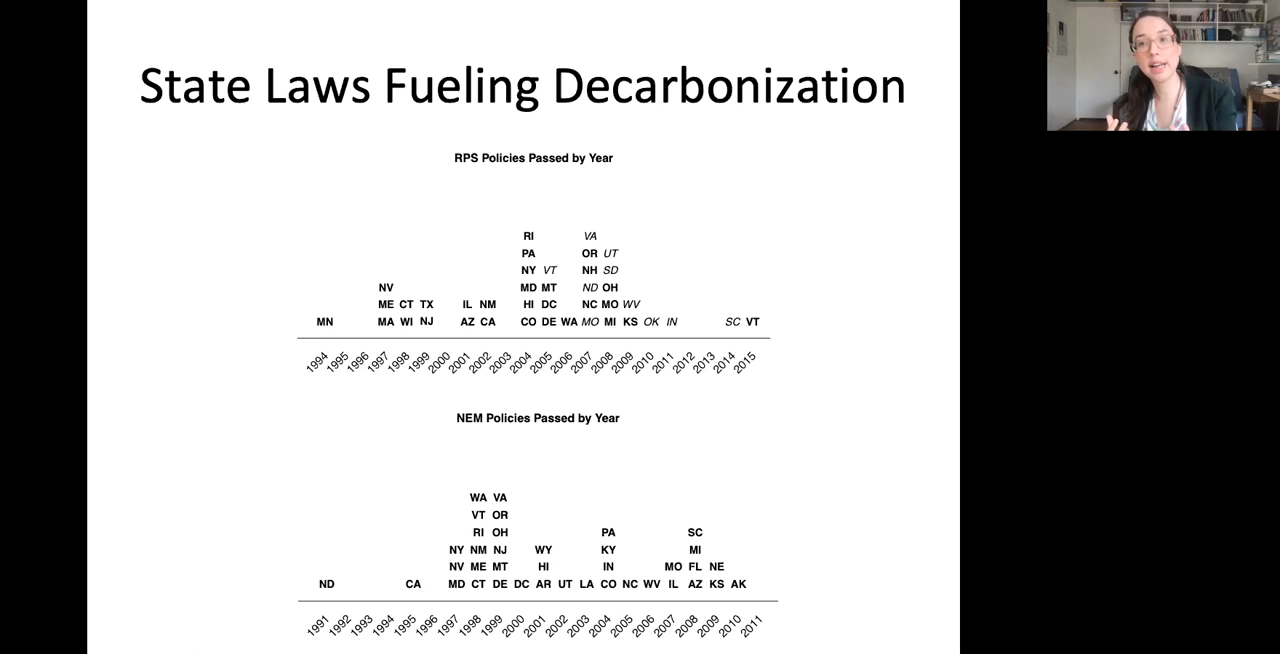 State Laws Fueling Decarbonization
RPS Policies Passed by Year
RI VA
PA OR UT
NY VT NH SD
NV MD MT ND OH
ME CT TX IL NM HI DC NC MO WV
MN MA WI NJ AZ CA CO DE WA MO MI KS OK IN SC VT
1994 1995 1996 1997 1998 1999 2000 2001 2002 2003 2004 2005 2006 2007 2008 2009 2010 2011 2012 2013 2014 2015
NEM Policies Passed by Year
WA VA
VT OR
RI OH PA SC
NY NM NJ WY KY MI
NV ME MT HI IN MO FL NE
ND CA MD CT DE DC AR UT LA CO NC WV IL AZ KS AK
1991 1992 1993 1994 1995 1996 1997 1998 1999 2000 2001 2002 2003 2004 2005 2006 2007 2008 2009 2010 2011